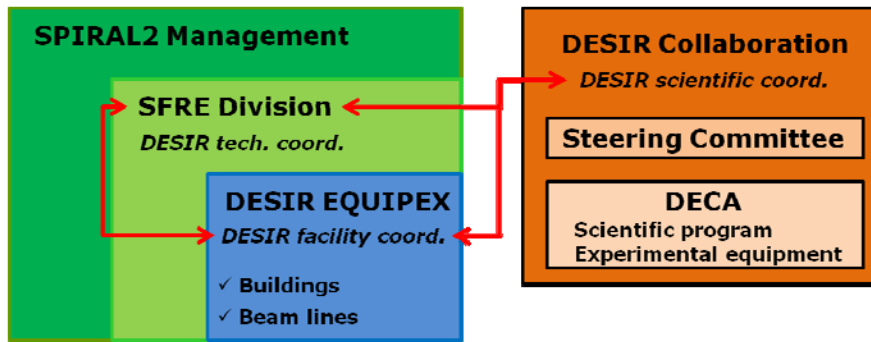 SPIRAL2 Management
SFRE Division
DESIR tech. coord.
DESIR EQUIPEX
DESIR facility coord.
✓ Buildings
✓ Beam lines
DESIR Collaboration
DESIR scientific coord.
Steering Committee
DECA
Scientific program
Experimental equipment